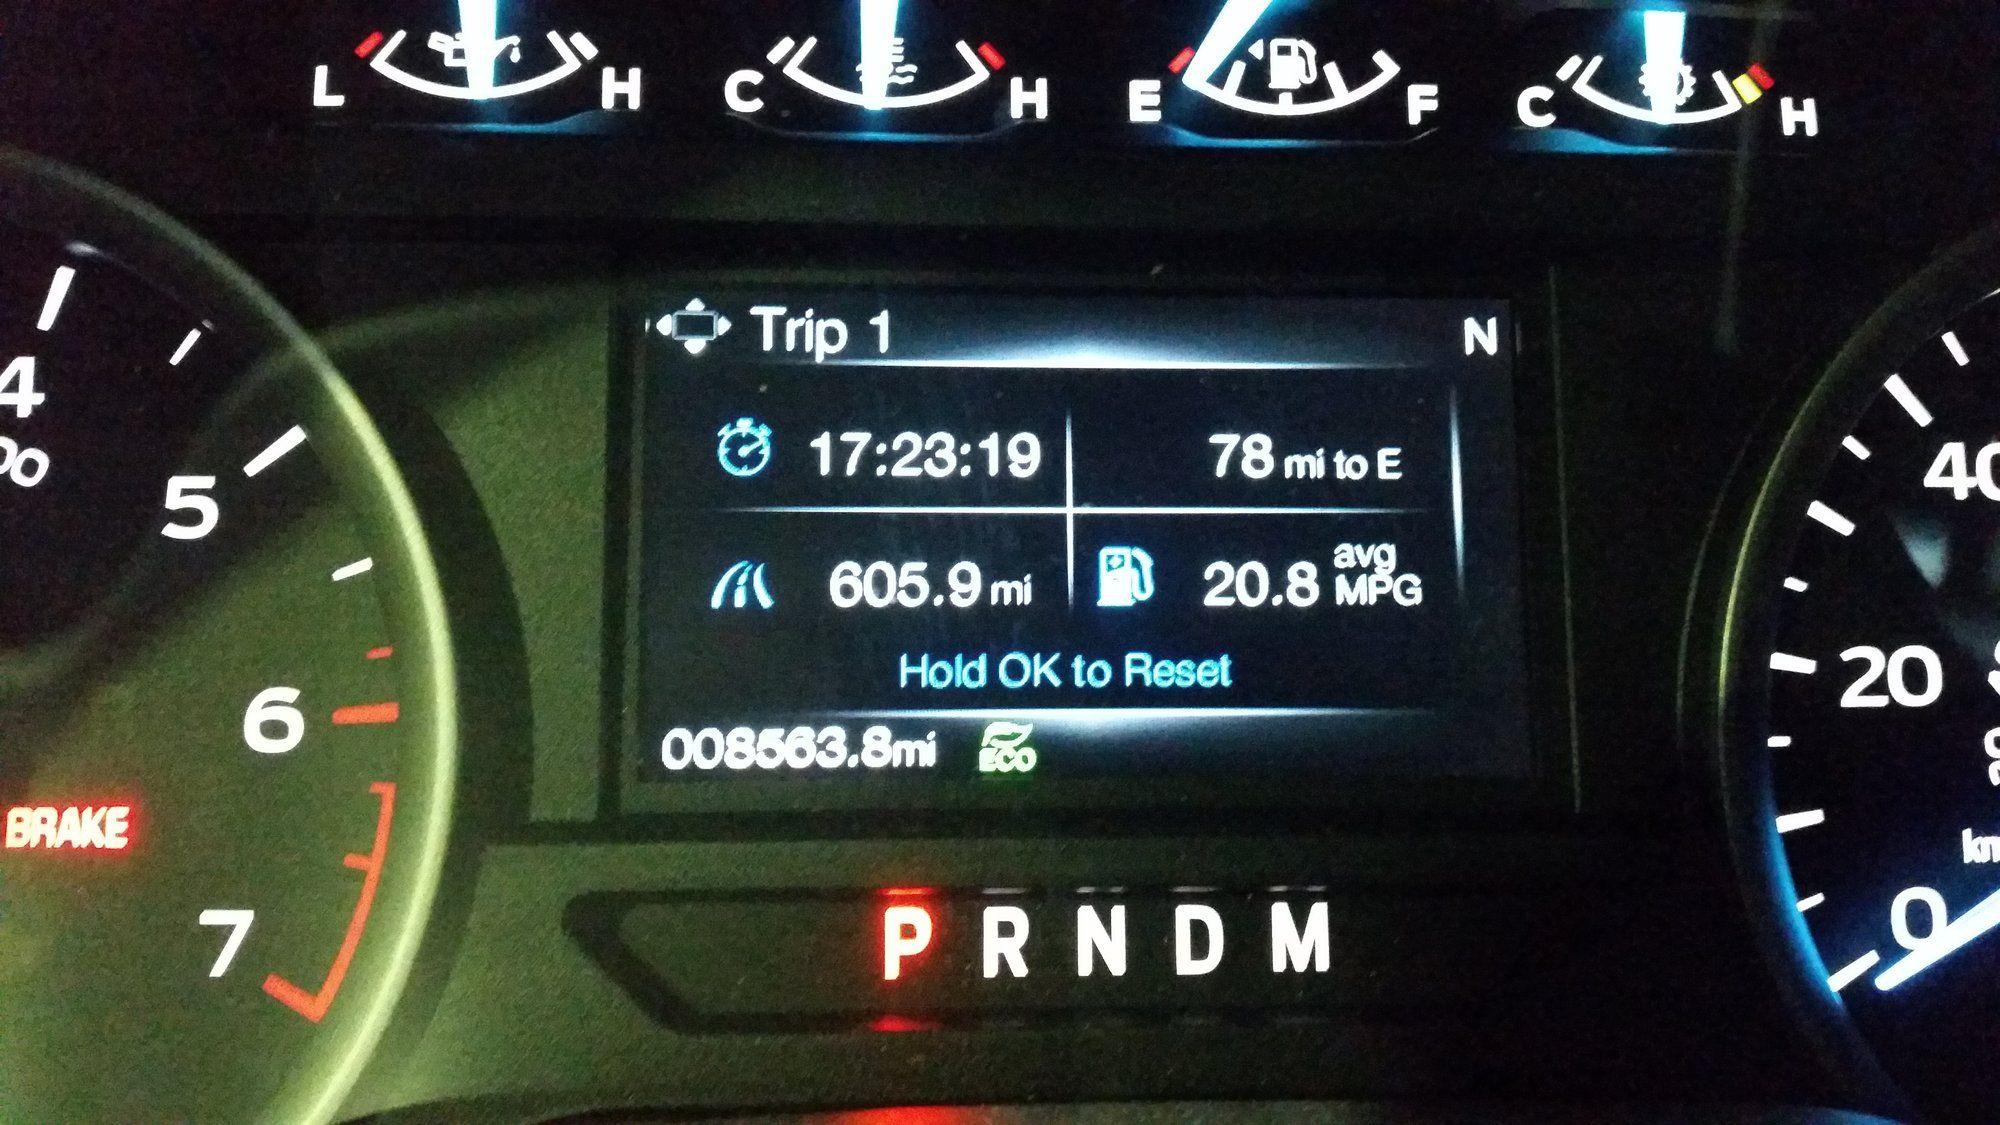 L H C H E F C H
Trip 1 N
17:23:19 78 mi to E
605.9 mi 20.8 avg MPG
Hold OK to Reset
008563.8mi ECO
4
5
6
7
BRAKE
P R N D M
40
20
0